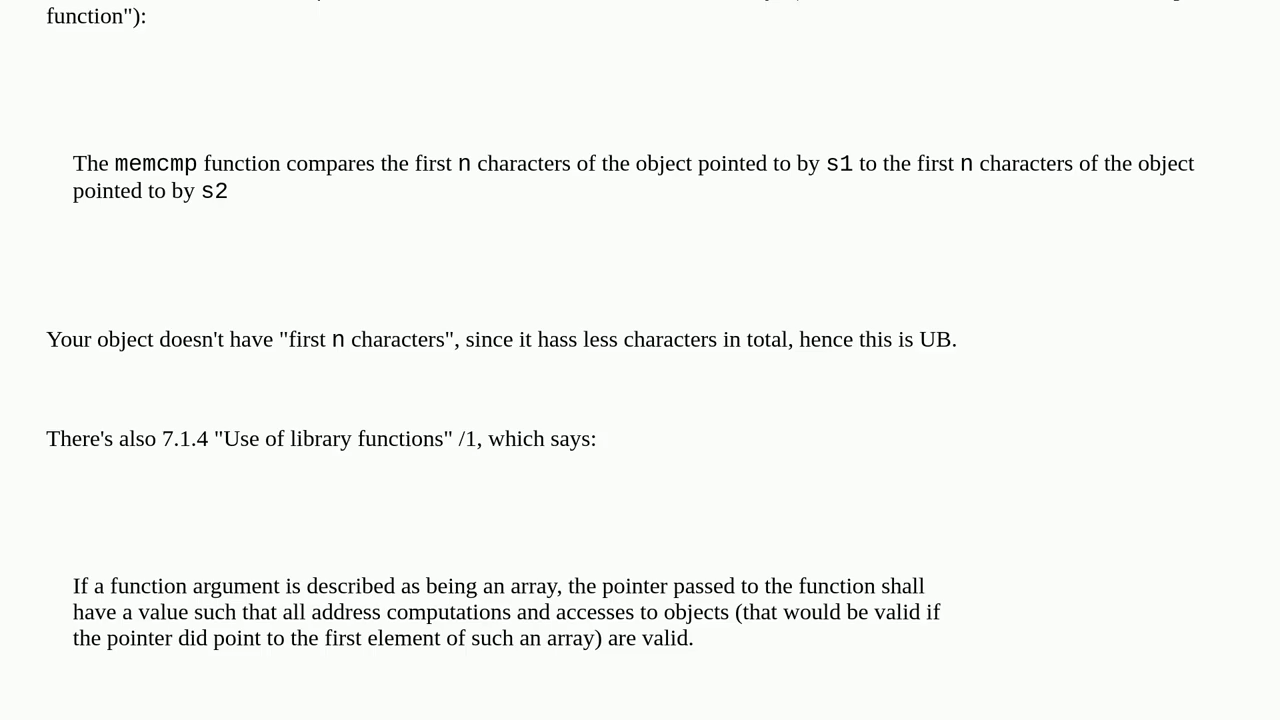 function"):
The memcmp function compares the first n characters of the object pointed to by s1 to the first n characters of the object
pointed to by s2
Your object doesn't have "first n characters", since it hass less characters in total, hence this is UB.
There's also 7.1.4 "Use of library functions" /1, which says:
If a function argument is described as being an array, the pointer passed to the function shall
have a value such that all address computations and accesses to objects (that would be valid if
the pointer did point to the first element of such an array) are valid.